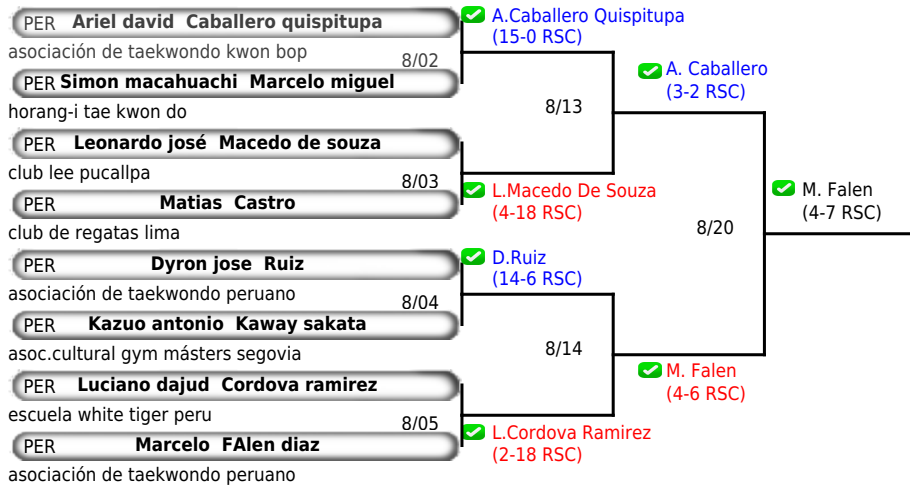 PER Ariel david Caballero quispitupa
asociación de taekwondo kwon bop
8/02
PER Simon macahuachi Marcelo miguel
horang-i tae kwon do
PER Leonardo josé Macedo de souza
club lee pucallpa
8/03
PER Matias Castro
club de regatas lima
PER Dyron jose Ruiz
asociación de taekwondo peruano
8/04
PER Kazuo antonio Kaway sakata
asoc.cultural gym másters segovia
PER Luciano dajud Cordova ramirez
escuela white tiger peru
8/05
PER Marcelo FAlen diaz
asociación de taekwondo peruano
A.Caballero Quispitupa
(15-0 RSC)
8/13
L.Macedo De Souza
(4-18 RSC)
D.Ruiz
(14-6 RSC)
8/14
L.Cordova Ramirez
(2-18 RSC)
A. Caballero
(3-2 RSC)
8/20
M. Falen
(4-6 RSC)
M. Falen
(4-7 RSC)